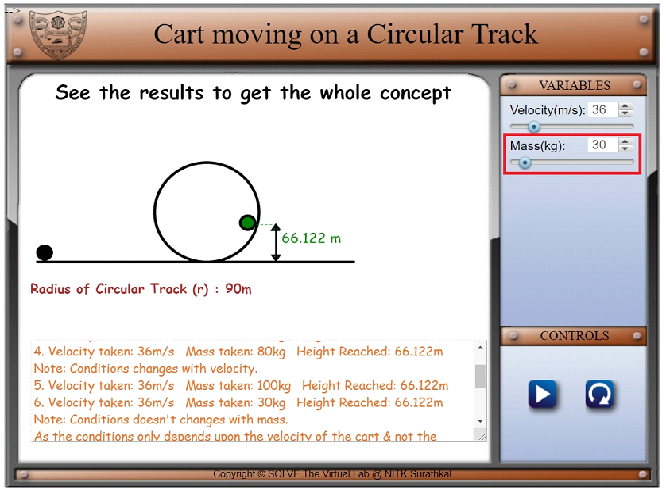 Cart moving on a Circular Track
See the results to get the whole concept
66.122 m
Radius of Circular Track (r) : 90m
4. Velocity taken: 36m/s Mass taken: 80kg Height Reached: 66.122m
Note: Conditions changes with velocity.
5. Velocity taken: 36m/s Mass taken: 100kg Height Reached: 66.122m
6. Velocity taken: 36m/s Mass taken: 30kg Height Reached: 66.122m
Note: Conditions doesn't changes with mass.
As the conditions only depends upon the velocity of the cart & not the
VARIABLES
Velocity(m/s): 36
Mass(kg): 30
CONTROLS
Copyright © SOLVE The Virtual Lab @ NITK Surathkal